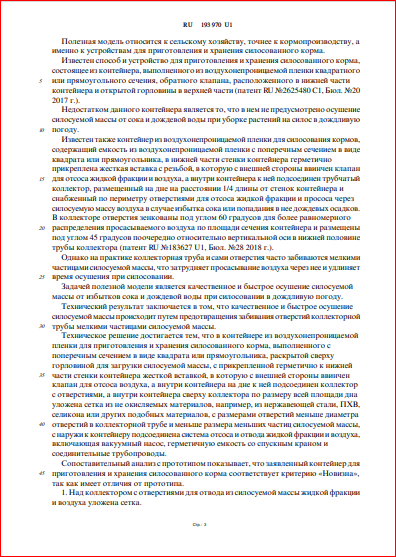 RU 193 970 U1
Полезная модель относится к сельскому хозяйству, точнее к кормопроизводству, а
именно к устройствам для приготовления и хранения силосованного корма.
Известен способ и устройство для приготовления и хранения силосованного корма,
состоящее из контейнера, выполненного из воздухонепроницаемой пленки квадратного
5 или прямоугольного сечения, обратного клапана, расположенного в нижней части
контейнера и открытой горловины в верхней части (патент RU №2625480 C1, Бюл. №20
2017 г.).
Недостатком данного контейнера является то, что в нем не предусмотрено осушение
силосуемой массы от сока и дождевой воды при уборке растений на силос в дождливую
10 погоду.
Известен также контейнер из воздухонепроницаемой пленки для силосования кормов,
содержащий емкость из воздухонепроницаемой пленки с поперечным сечением в виде
квадрата или прямоугольника, в нижней части стенки контейнера герметично
прикреплена жесткая вставка с резьбой, в которую с внешней стороны ввинчен клапан
15 для отсоса жидкой фракции и воздуха, а внутри контейнера к ней подсоединен трубчатый
коллектор, размещенный на дне на расстоянии 1/4 длины от стенок контейнера и
снабженный по периметру отверстиями для отсоса жидкой фракции и прососа через
силосуемую массу воздуха в случае избытка сока или попадания в нее дождевых осадков.
В коллекторе отверстия зенкованы под углом 60 градусов для более равномерного
20 распределения просасываемого воздуха по площади сечения контейнера и размещены
под углом 45 градусов поочередно относительно вертикальной оси в нижней половине
трубы коллектора (патент RU №183627 U1, Бюл. №28 2018 г.).
Однако на практике коллекторная труба и сами отверстия часто забиваются мелкими
частицами силосуемой массы, что затрудняет просасывание воздуха через нее и удлиняет
25 время осушения при силосовании.
Задачей полезной модели является качественное и быстрое осушение силосуемой
массы от избытков сока и дождевой воды при силосовании в дождливую погоду.
Технический результат заключается в том, что качественное и быстрое осушение
силосуемой массы происходит путем предотвращения забивания отверстий коллекторной
30 трубы мелкими частицами силосуемой массы.
Техническое решение достигается тем, что в контейнере из воздухонепроницаемой
пленки для приготовления и хранения силосованного корма, выполненного с
поперечным сечением в виде квадрата или прямоугольника, раскрытой сверху
горловиной для загрузки силосуемой массы, с прикрепленной герметично к нижней
35 части стенки контейнера жесткой вставкой, в которую с внешней стороны ввинчен
клапан для отсоса воздуха, а внутри контейнера на дне к ней подсоединен коллектор
с отверстиями, а внутри контейнера сверху коллектора по размеру всей площади дна
уложена сетка из не окисляемых материалов, например, из нержавеющей стали, ПХВ,
селикона или других подобных материалов, с размерами отверстий меньше диаметра
40 отверстий в коллекторной трубе и меньше размера меньших частиц силосуемой массы,
с наружи к контейнеру подсоединена система отсоса и отвода жидкой фракции и воздуха,
включающая вакуумный насос, герметичную емкость со спускным краном и
соединительные трубопроводы.
Сопоставительный анализ с прототипом показывает, что заявленный контейнер для
45 приготовления и хранения силосованного корма соответствует критерию «Новизна»,
так как имеет отличия от прототипа.
1. Над коллектором с отверстиями для отвода из силосуемой массы жидкой фракции
и воздуха уложена сетка.
Стр.: 3